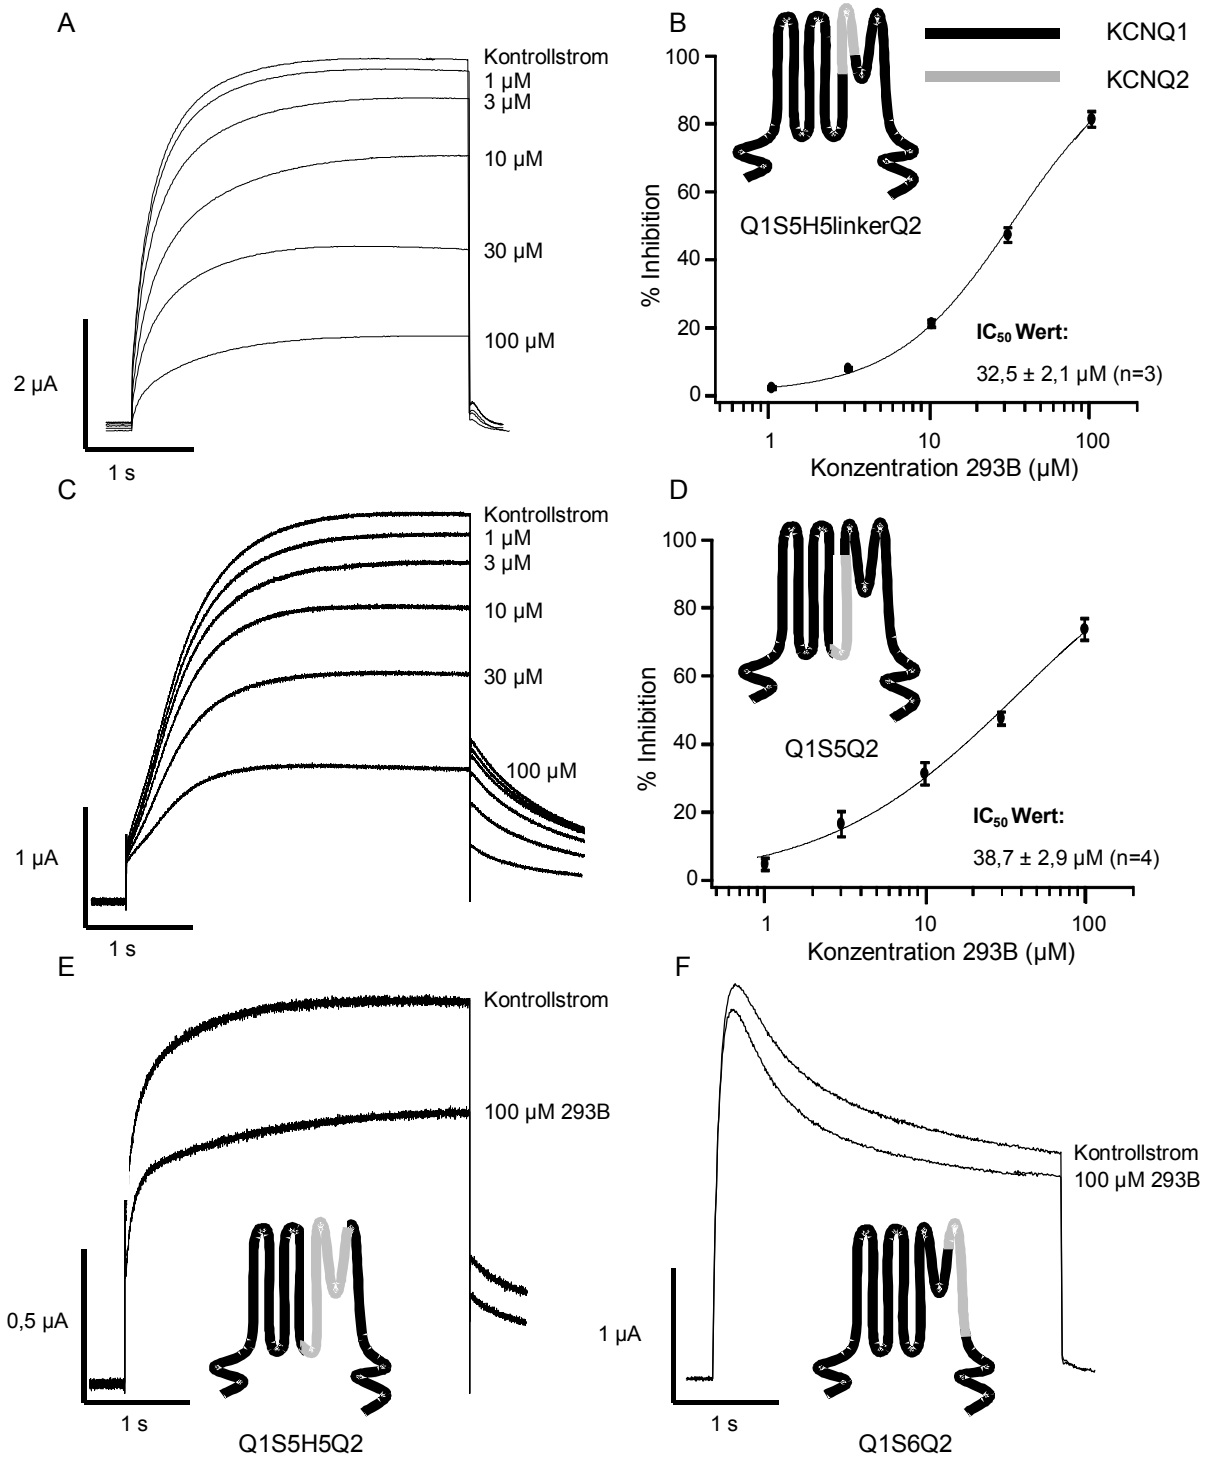 A
Kontrollstrom
1 µM
3 µM
10 µM
30 µM
100 µM
2 µA
1 s
B
KCNQ1
KCNQ2
100
80
60
40
20
0
% Inhibition
Q1S5H5linkerQ2
IC50 Wert:
32,5 ± 2,1 µM (n=3)
1 10 100
Konzentration 293B (µM)
C
Kontrollstrom
1 µM
3 µM
10 µM
30 µM
100 µM
1 µA
1 s
D
100
80
60
40
20
0
% Inhibition
Q1S5Q2
IC50 Wert:
38,7 ± 2,9 µM (n=4)
1 10 100
Konzentration 293B (µM)
E
Kontrollstrom
100 µM 293B
0,5 µA
1 s
Q1S5H5Q2
F
Kontrollstrom
100 µM 293B
1 µA
1 s
Q1S6Q2